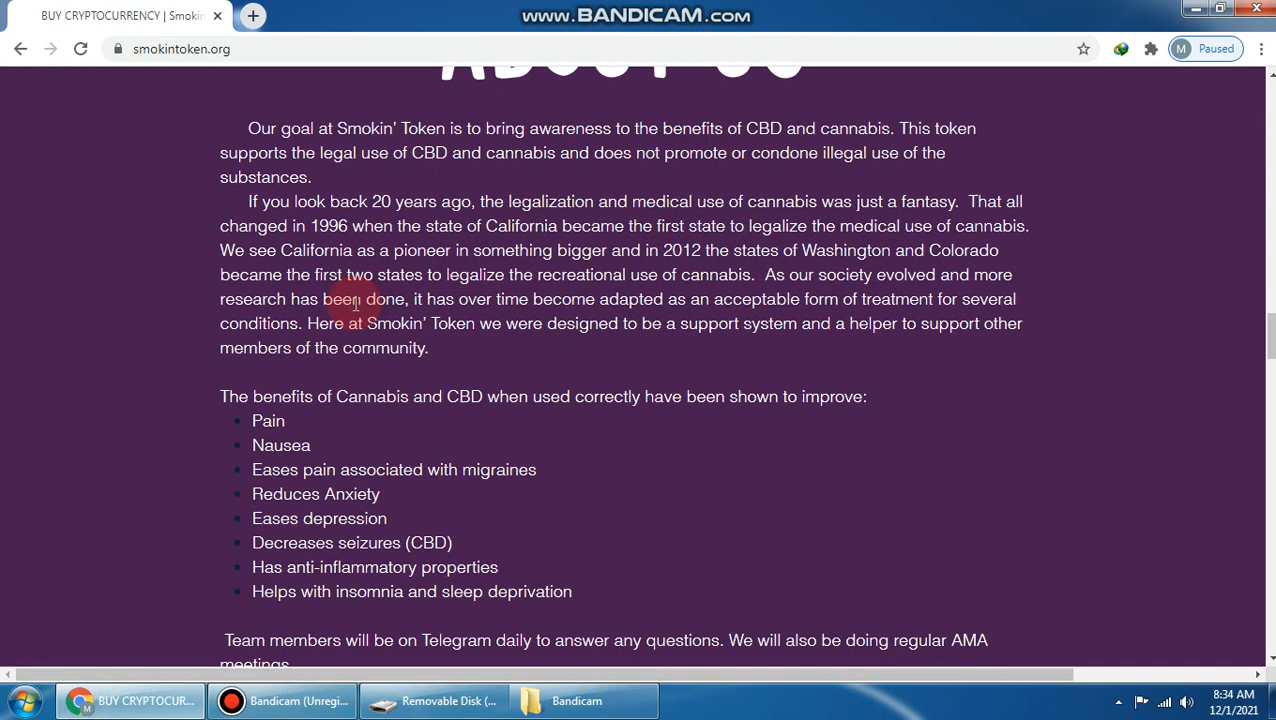 BUY CRYPTOCURRENCY | Smokin
www.BANDICAM.com
smokintoken.org
M
Paused
ABOUT US
Our goal at Smokin' Token is to bring awareness to the benefits of CBD and cannabis. This token
supports the legal use of CBD and cannabis and does not promote or condone illegal use of the
substances.
If you look back 20 years ago, the legalization and medical use of cannabis was just a fantasy. That all
changed in 1996 when the state of California became the first state to legalize the medical use of cannabis.
We see California as a pioneer in something bigger and in 2012 the states of Washington and Colorado
became the first two states to legalize the recreational use of cannabis. As our society evolved and more
research has been done, it has over time become adapted as an acceptable form of treatment for several
conditions. Here at Smokin' Token we were designed to be a support system and a helper to support other
members of the community.
The benefits of Cannabis and CBD when used correctly have been shown to improve:
Pain
Nausea
Eases pain associated with migraines
Reduces Anxiety
Eases depression
Decreases seizures (CBD)
Has anti-inflammatory properties
Helps with insomnia and sleep deprivation
Team members will be on Telegram daily to answer any questions. We will also be doing regular AMA
meetings
BUY CRYPTOCUR...
Bandicam (Unregi...
Removable Disk (...
Bandicam
8:34 AM
12/1/2021